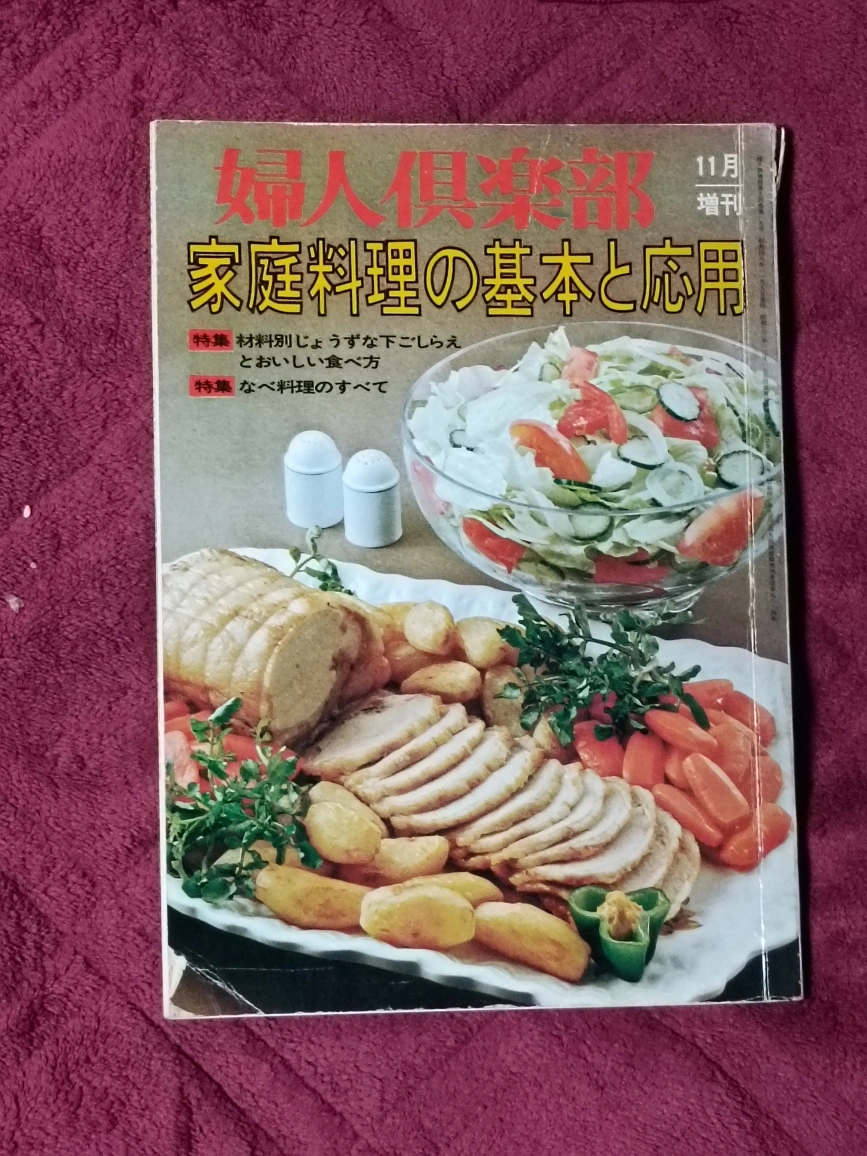 婦人倶楽部
11月
増刊
家庭料理の基本と応用
特集 材料別じょうずな下ごしらえ
とおいしい食べ方
特集 なべ料理のすべて